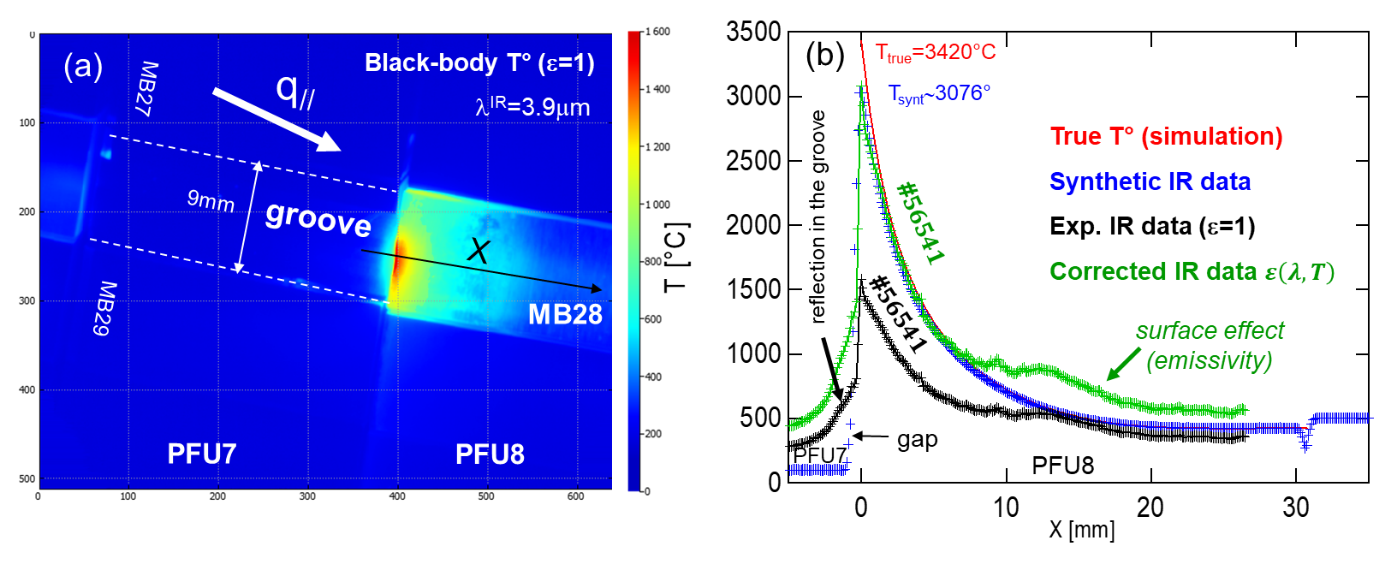 (a)
Black-body T° (ε=1)
λᴵᴿ=3.9μm
MB27
q//
9mm
groove
X
MB28
MB29
PFU7
PFU8
0
100
200
300
400
500
0
100
200
300
400
500
600
1 600
1 400
1 200
1 000
800
600
400
200
0
T [°C]
(b)
3500
3000
2500
2000
1500
1000
500
0
Ttrue=3420°C
Tsynt~3076°
reflection in the groove
#56541
#56541
True T° (simulation)
Synthetic IR data
Exp. IR data (ε=1)
Corrected IR data ε(λ, T)
surface effect
(emissivity)
gap
PFU7
PFU8
0
10
20
30
35
X [mm]